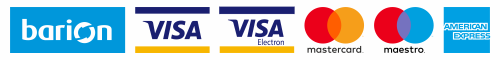 barion
VISA
VISA
Electron
mastercard.
maestro.
AMERICAN
EXPRESS